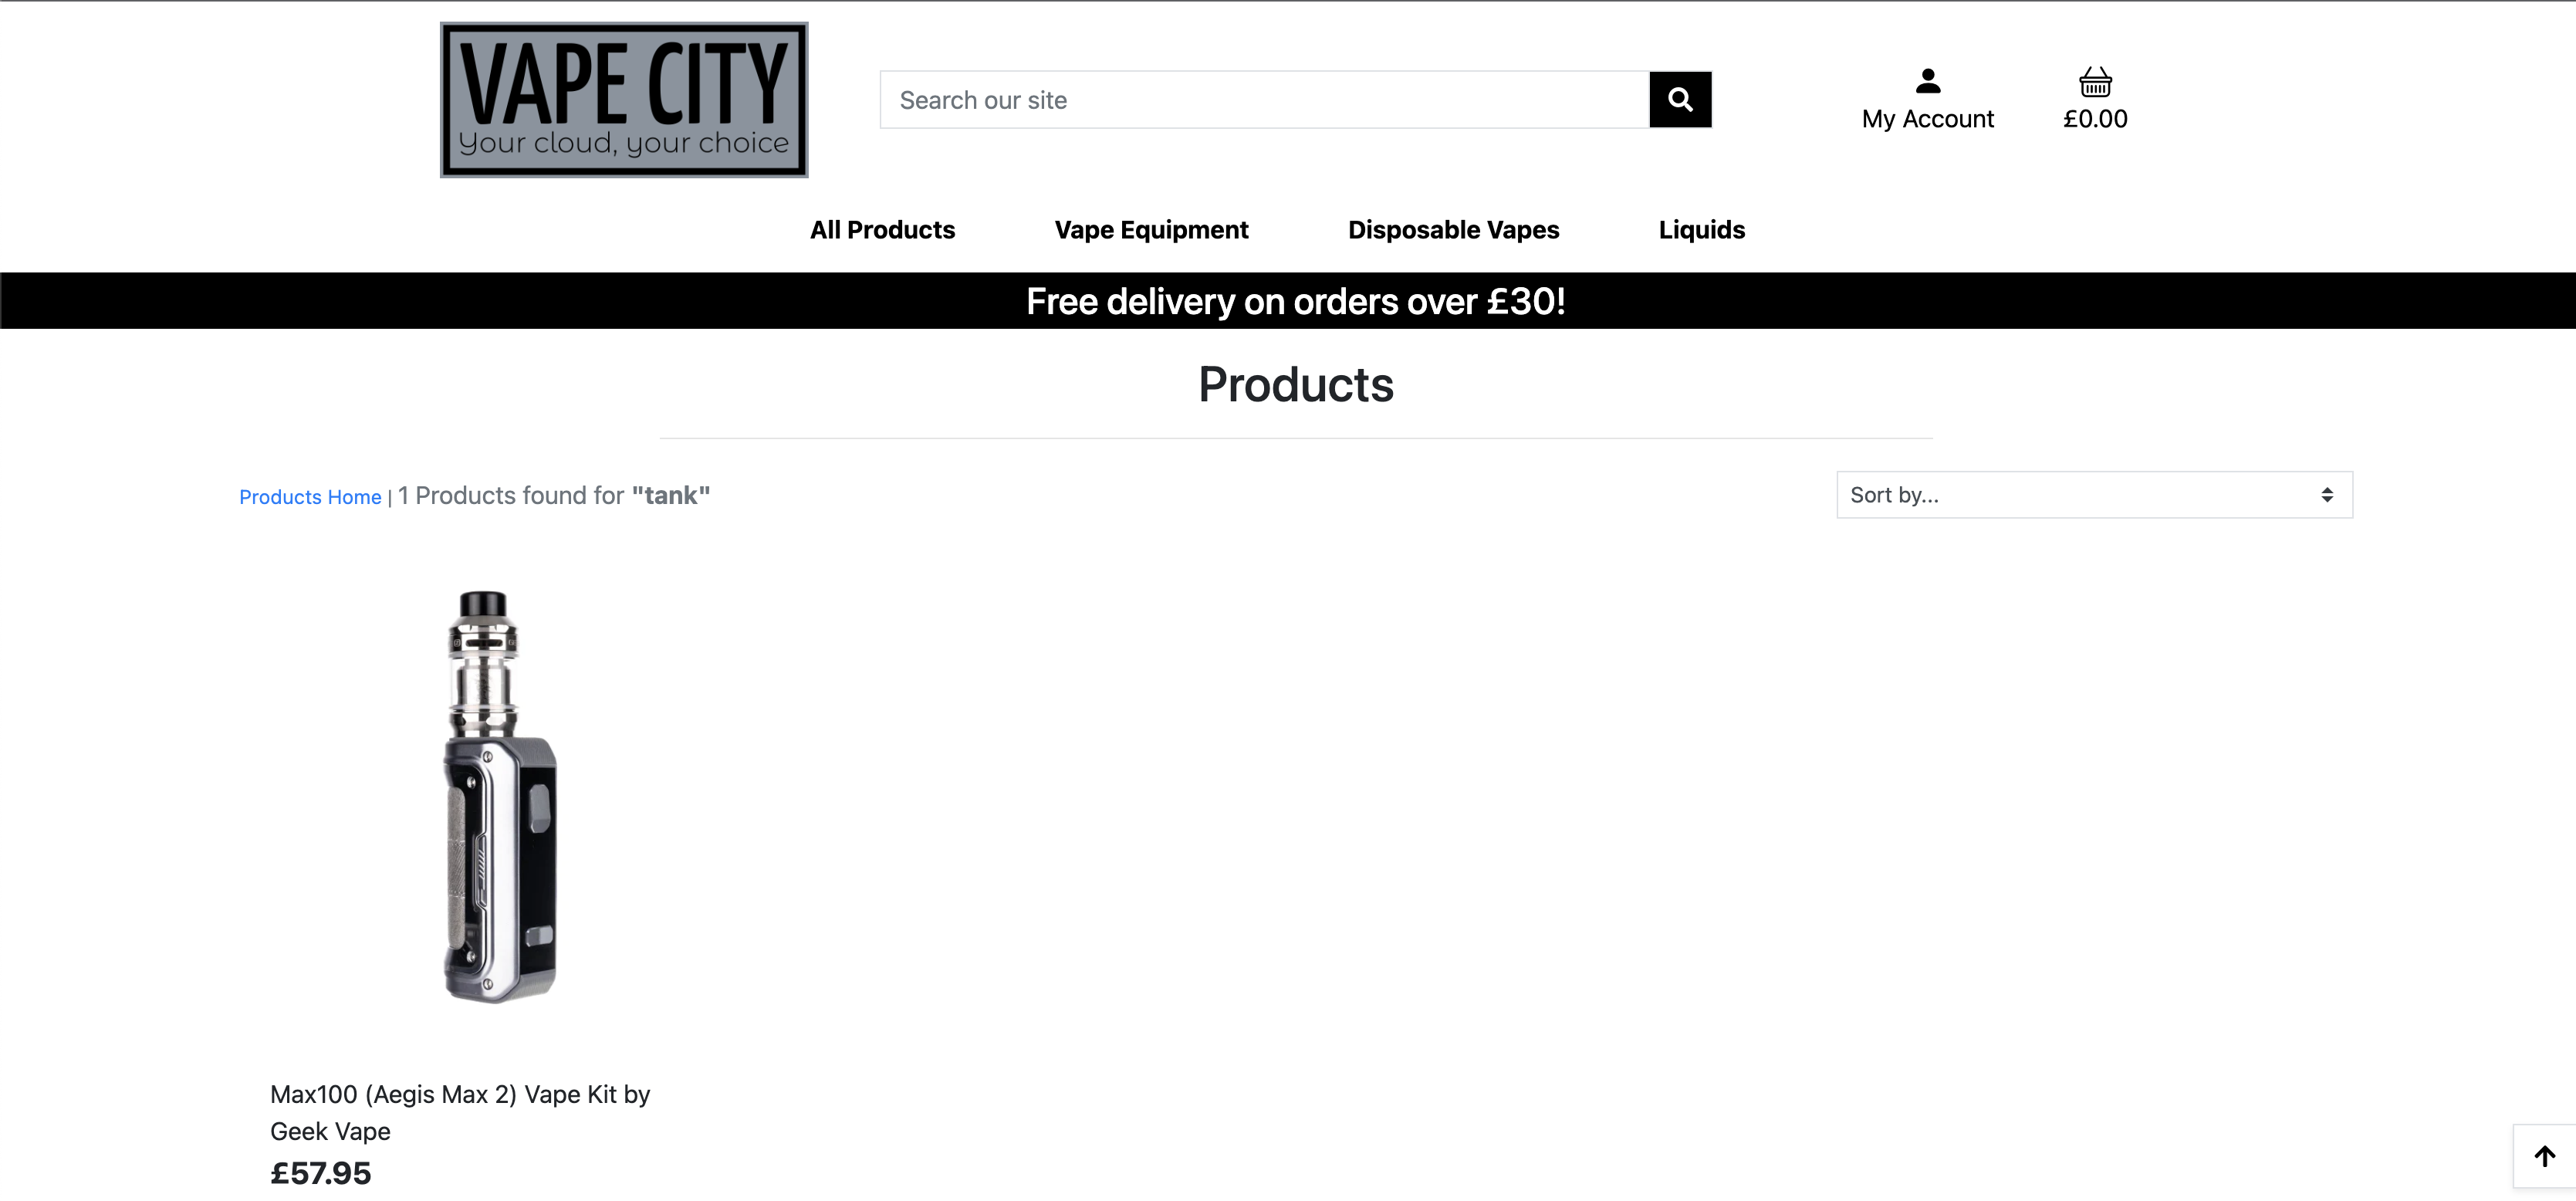 VAPE CITY
Your cloud, your choice
Search our site
My Account
£0.00
All Products
Vape Equipment
Disposable Vapes
Liquids
Free delivery on orders over £30!
Products
Products Home | 1 Products found for "tank"
Sort by...
Max100 (Aegis Max 2) Vape Kit by
Geek Vape
£57.95